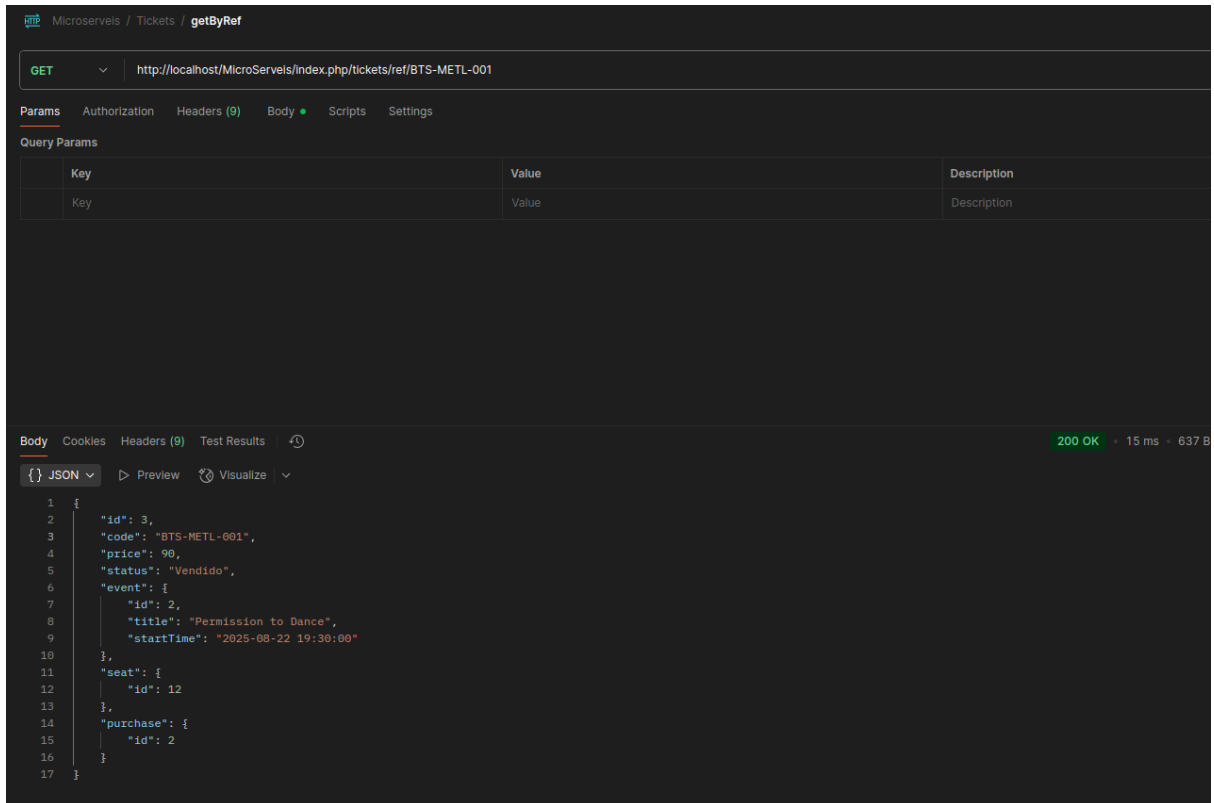 HTTP Microserveis / Tickets / getByRef
GET http://localhost/MicroServeis/index.php/tickets/ref/BTS-METL-001
Params Authorization Headers (9) Body Scripts Settings
Query Params
Key Value Description
Key Value Description
Body Cookies Headers (9) Test Results 200 OK 15 ms 637 B
{} JSON Preview Visualize
1 {
2 "id": 3,
3 "code": "BTS-METL-001",
4 "price": 90,
5 "status": "Vendido",
6 "event": {
7 "id": 2,
8 "title": "Permission to Dance",
9 "startTime": "2025-08-22 19:30:00"
10 },
11 "seat": {
12 "id": 12
13 },
14 "purchase": {
15 "id": 2
16 }
17 }